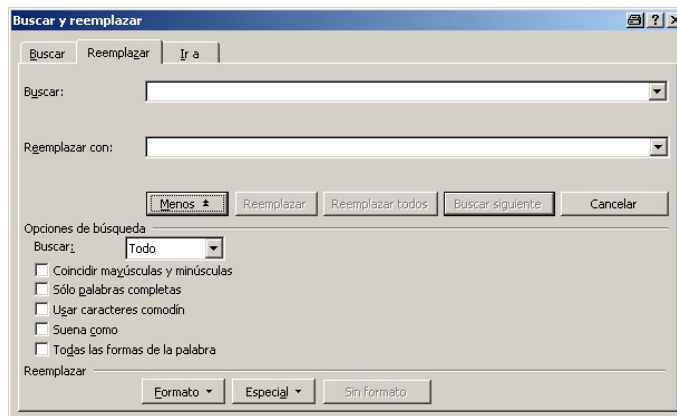 Buscar y reemplazar
Buscar Reemplazar Ir a
Buscar:
Reemplazar con:
Menos Reemplazar Reemplazar todos Buscar siguiente Cancelar
Opciones de búsqueda
Buscar: Todo
Coincidir mayúsculas y minúsculas
Sólo palabras completas
Usar caracteres comodín
Suena como
Todas las formas de la palabra
Reemplazar
Formato Especial Sin formato